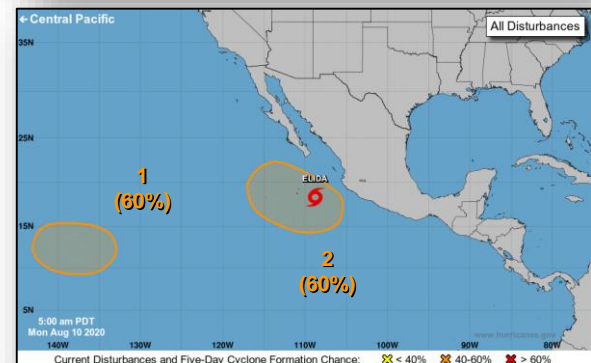 ←Central Pacific
All Disturbances
35N
25N
1
(60%)
ELIDA
15N
2
(60%)
5N
5:00 am PDT
Mon Aug 10 2020
www.hurricanes.gov
140W 130W 120W 110W 100W 90W 80W
Current Disturbances and Five-Day Cyclone Formation Chance: < 40% 40-60% > 60%